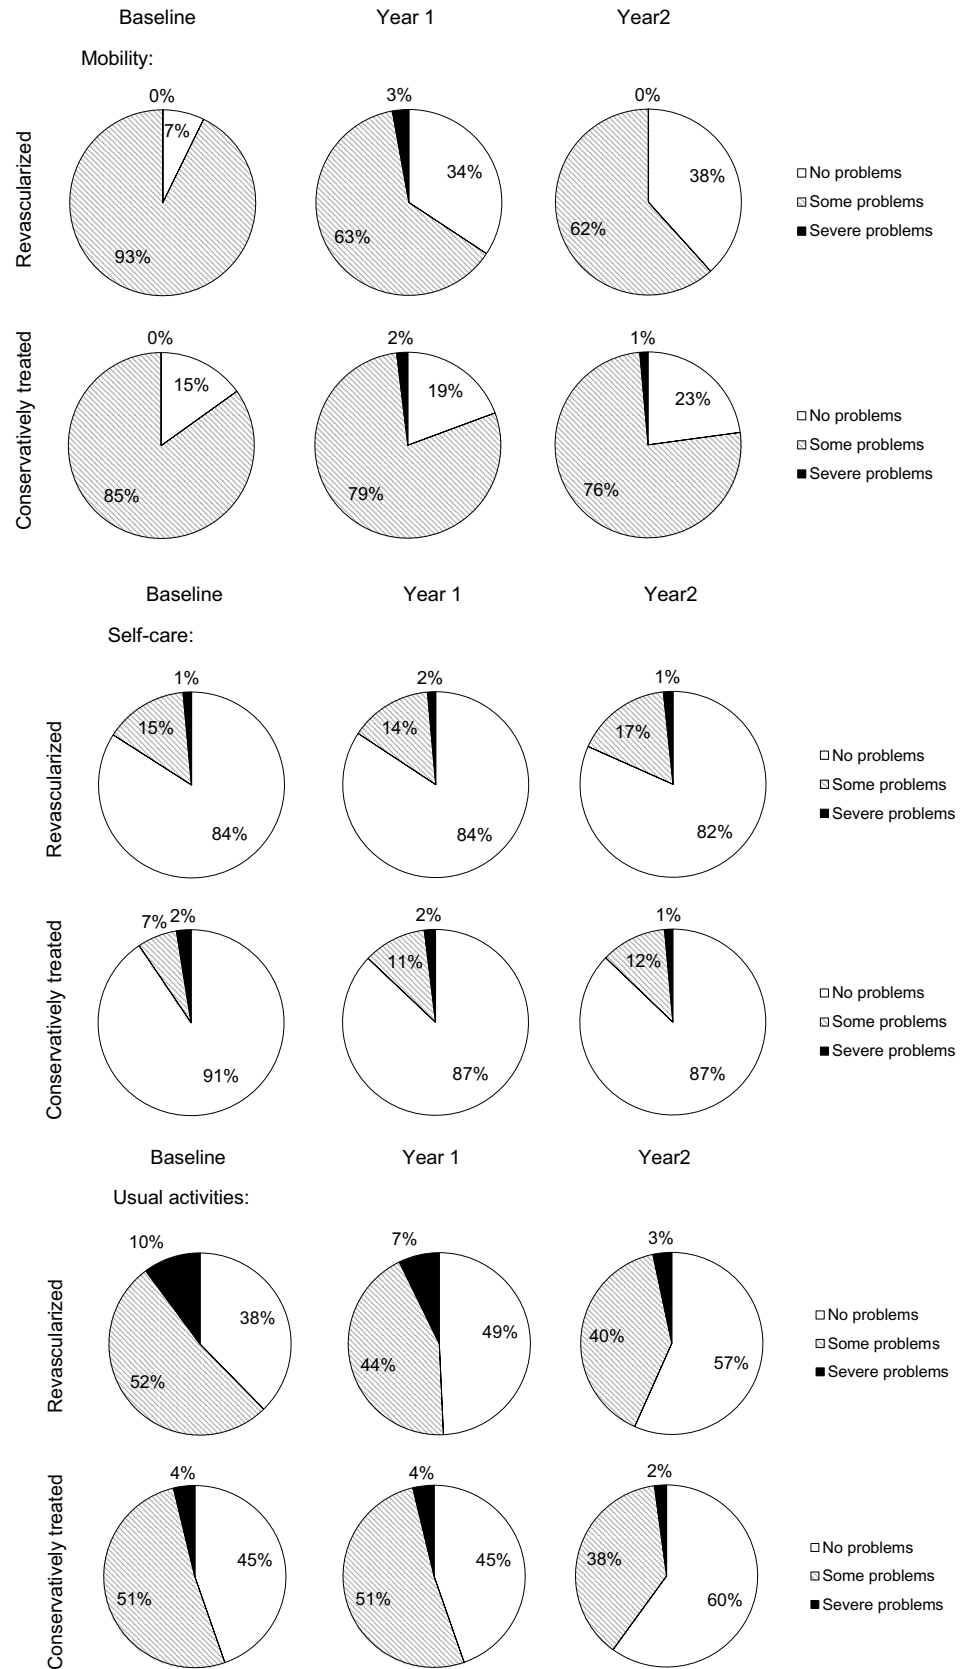 Baseline Year 1 Year2
Mobility:
Revascularized
0% 7% 93%
3% 34% 63%
0% 38% 62%
No problems
Some problems
Severe problems
Conservatively treated
0% 15% 85%
2% 19% 79%
1% 23% 76%
No problems
Some problems
Severe problems
Baseline Year 1 Year2
Self-care:
Revascularized
1% 15% 84%
2% 14% 84%
1% 17% 82%
No problems
Some problems
Severe problems
Conservatively treated
7% 2% 91%
2% 11% 87%
1% 12% 87%
No problems
Some problems
Severe problems
Baseline Year 1 Year2
Usual activities:
Revascularized
10% 38% 52%
7% 49% 44%
3% 40% 57%
No problems
Some problems
Severe problems
Conservatively treated
4% 45% 51%
4% 45% 51%
2% 38% 60%
No problems
Some problems
Severe problems